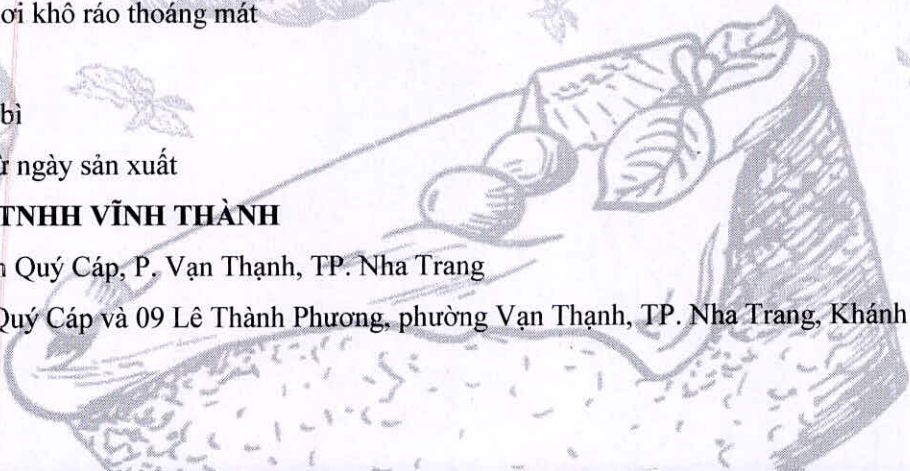 khô ráo thoáng mát
bì
ngày sản xuất
TNHH VĨNH THÀNH
Quý Cáp, P. Vạn Thạnh, TP. Nha Trang
Quý Cáp và 09 Lê Thành Phương, phường Vạn Thạnh, TP. Nha Trang, Khánh